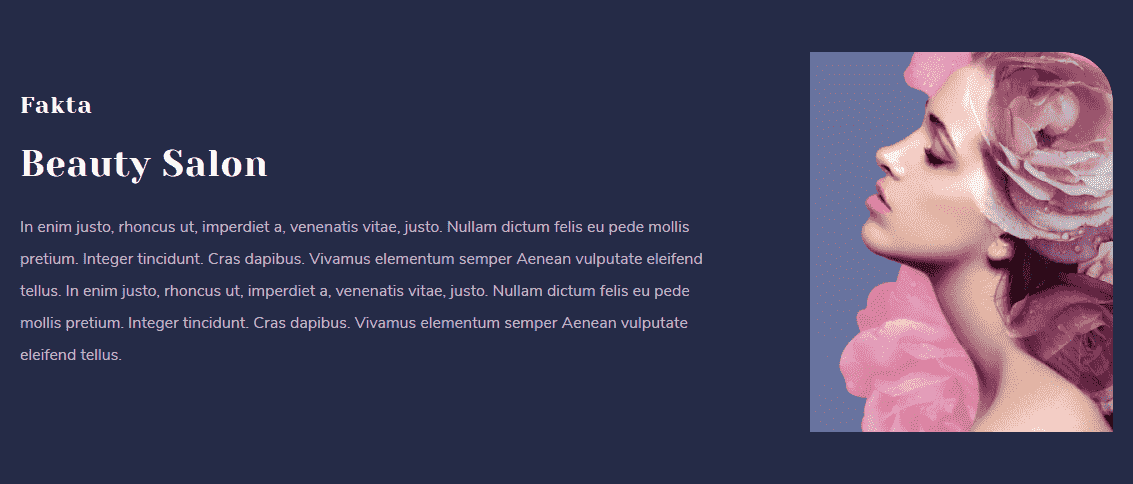 Fakta
Beauty Salon
In enim justo, rhoncus ut, imperdiet a, venenatis vitae, justo. Nullam dictum felis eu pede mollis
pretium. Integer tincidunt. Cras dapibus. Vivamus elementum semper Aenean vulputate eleifend
tellus. In enim justo, rhoncus ut, imperdiet a, venenatis vitae, justo. Nullam dictum felis eu pede
mollis pretium. Integer tincidunt. Cras dapibus. Vivamus elementum semper Aenean vulputate
eleifend tellus.